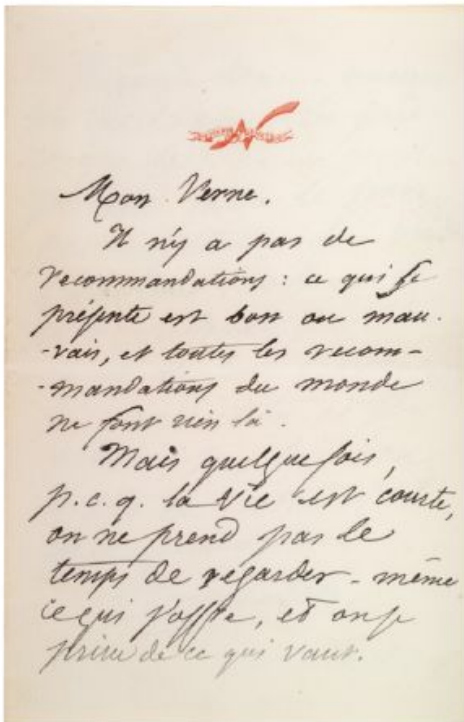 Mon Verne.
Il n'y a pas de
recommandations : ce qui se
présente est bon ou mau-
-vais, et toutes les recom-
-mandations du monde
ne font rien là.
Mais quelquefois,
p.c.q. la vie est courte,
on ne prend pas le
temps de regarder - même
ce qui s'offre, et on se
prive de ce qui vaut.